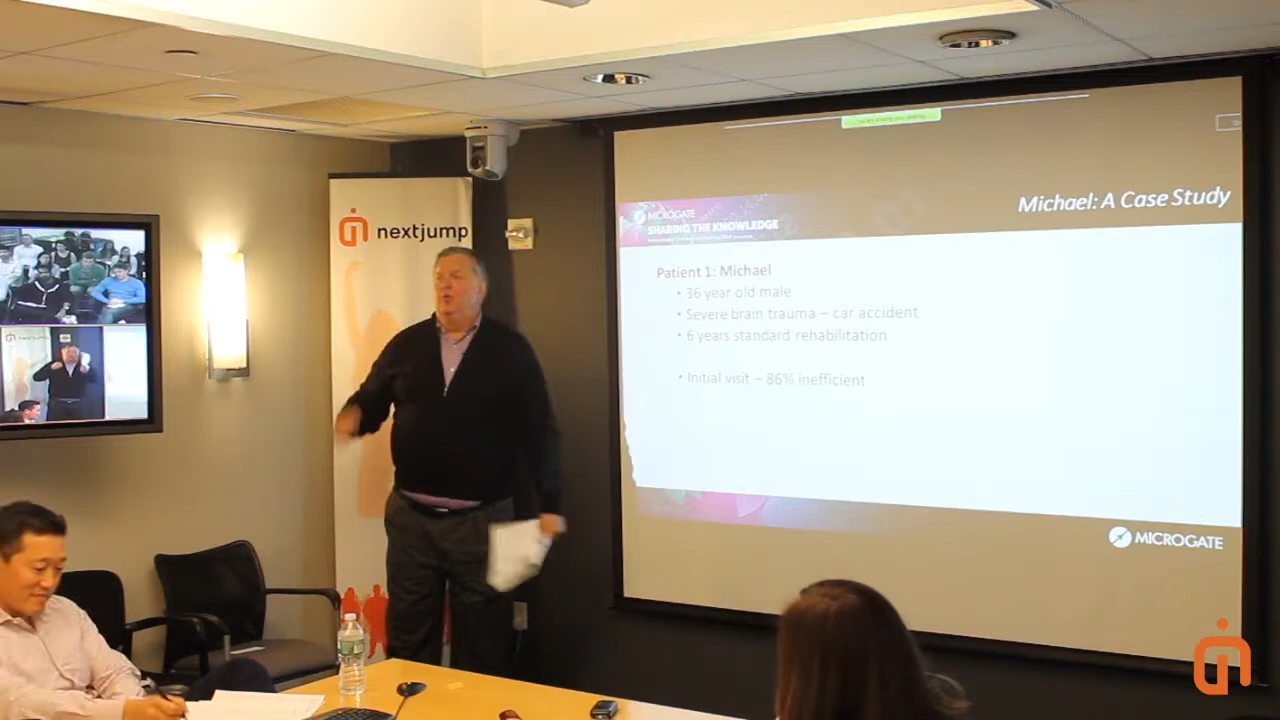 nextjump
Michael: A Case Study
MICROGATE
SHARING THE KNOWLEDGE
Patient 1: Michael
• 36 year old male
• Severe brain trauma – car accident
• 6 years standard rehabilitation
• Initial visit – 86% inefficient
MICROGATE
nextjump